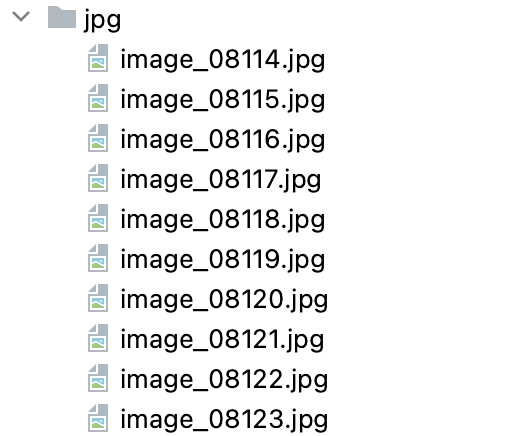 jpg
image_08114.jpg
image_08115.jpg
image_08116.jpg
image_08117.jpg
image_08118.jpg
image_08119.jpg
image_08120.jpg
image_08121.jpg
image_08122.jpg
image_08123.jpg